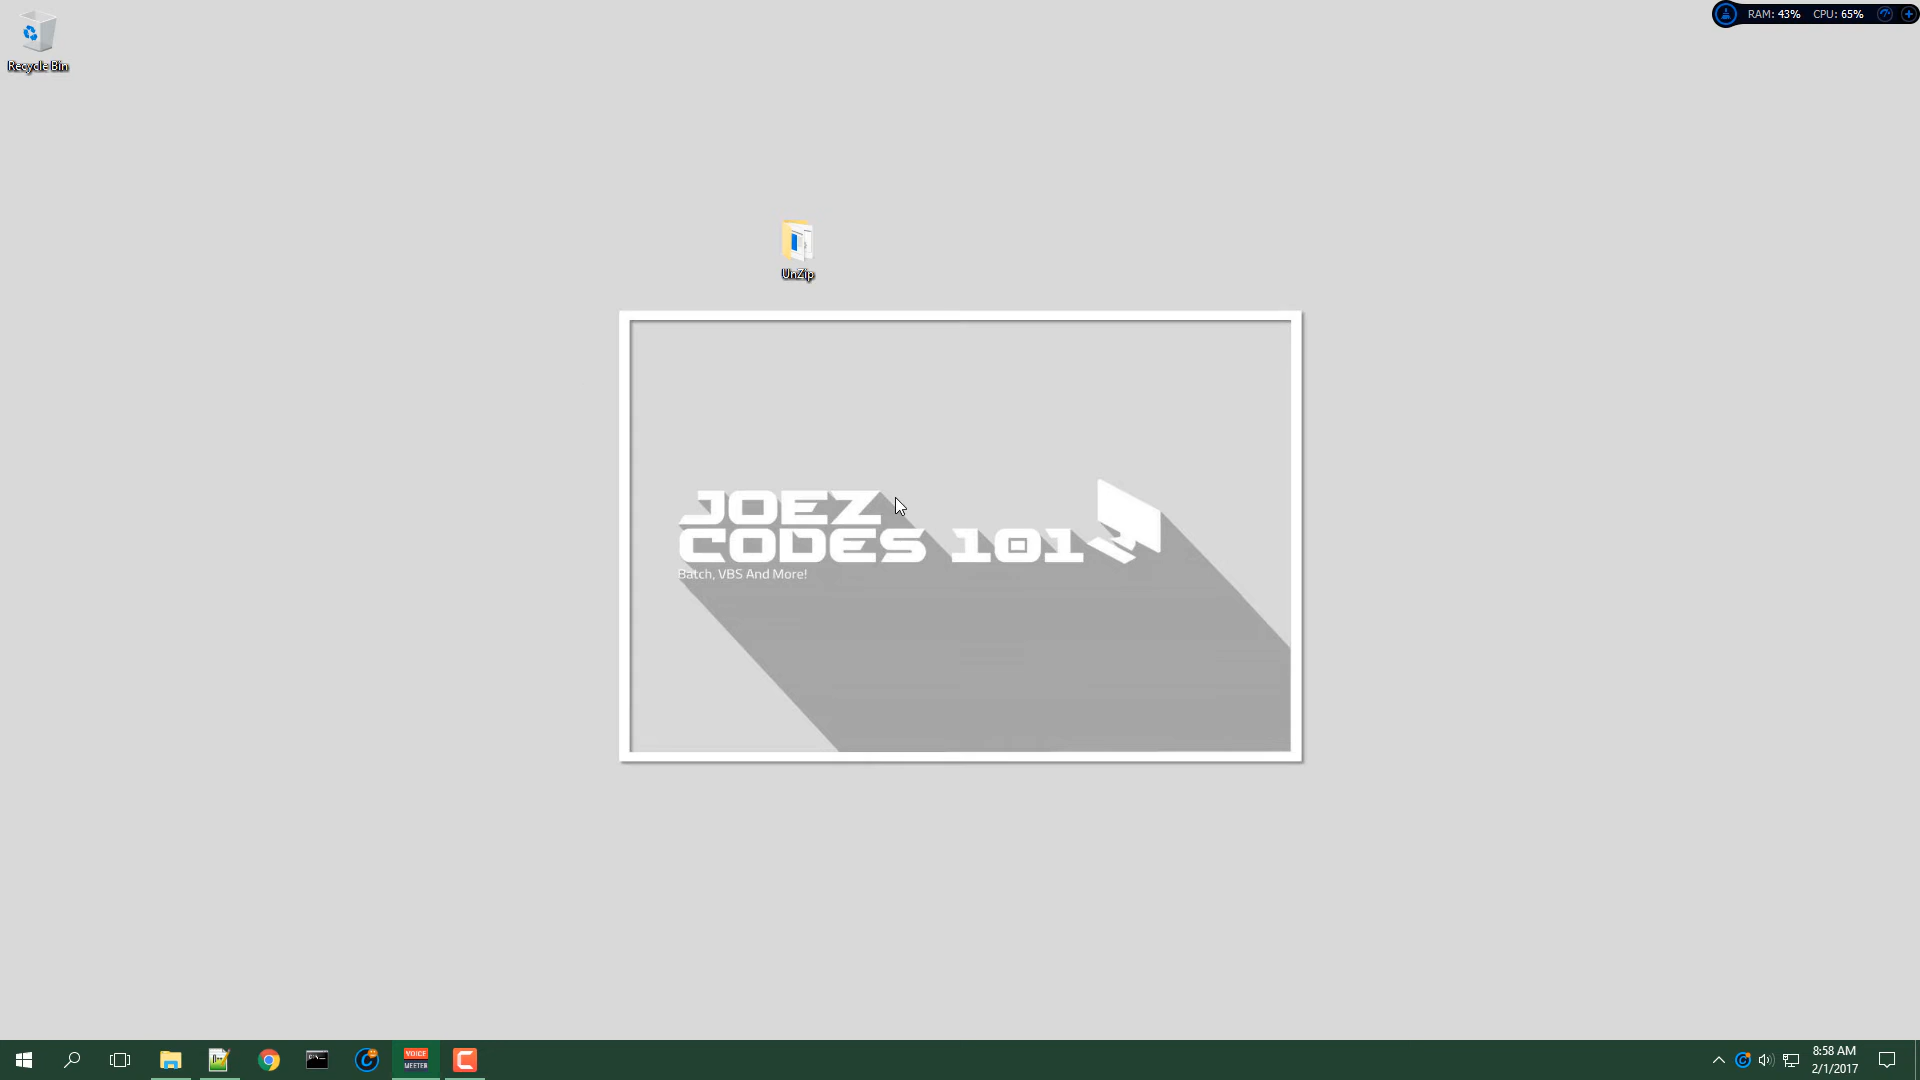 Recycle Bin
RAM: 43% CPU: 65%
UnZip
JOEZ
CODES 101
Batch, VBS And More!
VOICE
MEETER
8:58 AM
2/1/2017